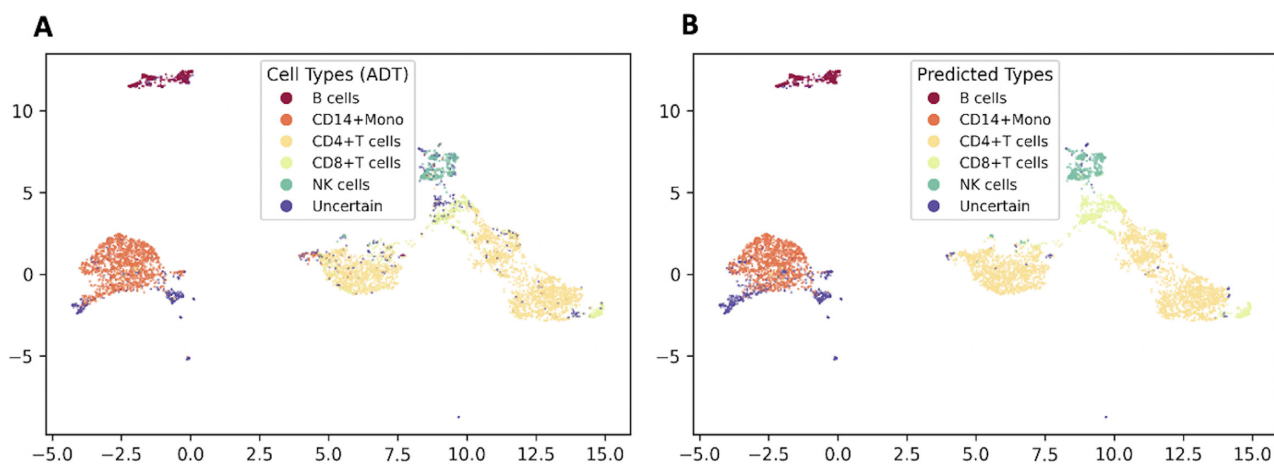 A
Cell Types (ADT)
B cells
CD14+Mono
CD4+T cells
CD8+T cells
NK cells
Uncertain
10
5
0
−5
−5.0 −2.5 0.0 2.5 5.0 7.5 10.0 12.5 15.0
B
Predicted Types
B cells
CD14+Mono
CD4+T cells
CD8+T cells
NK cells
Uncertain
10
5
0
−5
−5.0 −2.5 0.0 2.5 5.0 7.5 10.0 12.5 15.0